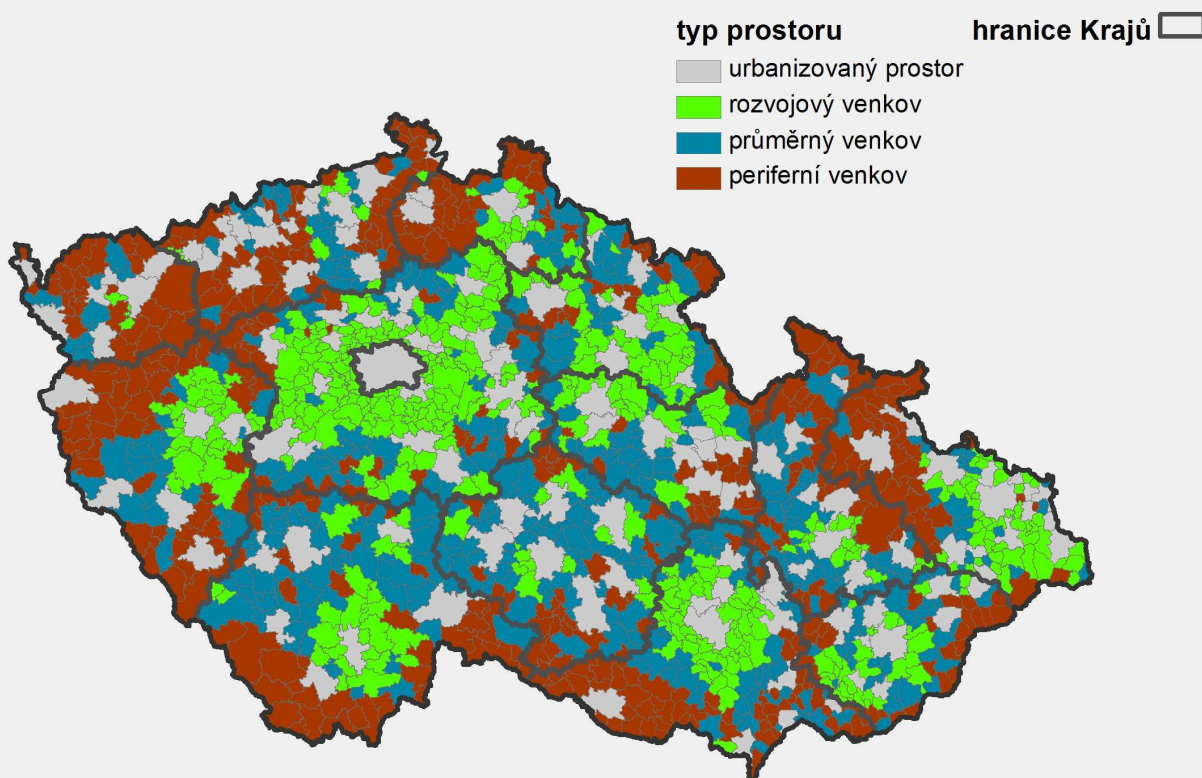 typ prostoru
hranice Krajů
urbanizovaný prostor
rozvojový venkov
průměrný venkov
periferní venkov